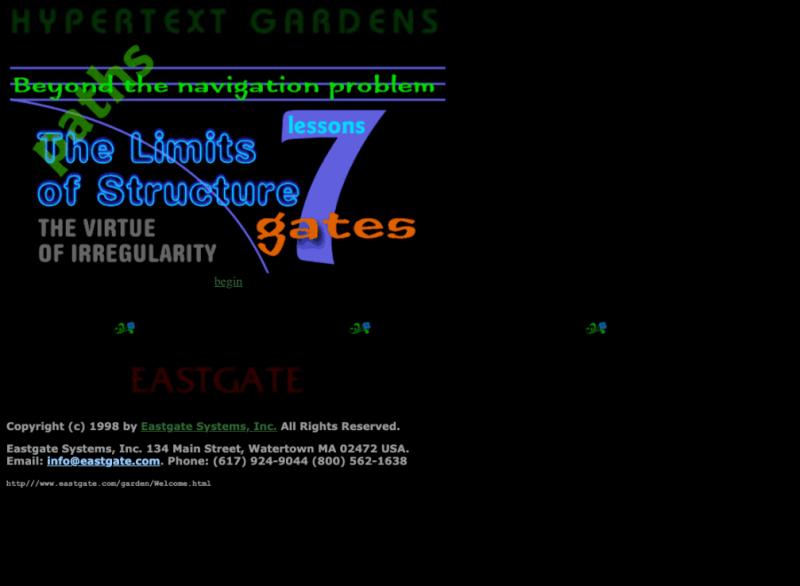 HYPERTEXT GARDENS
paths
Beyond the navigation problem
lessons
The Limits
of Structure
7
THE VIRTUE
OF IRREGULARITY
gates
begin
EASTGATE
Copyright (c) 1998 by Eastgate Systems, Inc. All Rights Reserved.
Eastgate Systems, Inc. 134 Main Street, Watertown MA 02472 USA.
Email: info@eastgate.com. Phone: (617) 924-9044 (800) 562-1638
http///www.eastgate.com/garden/Welcome.html